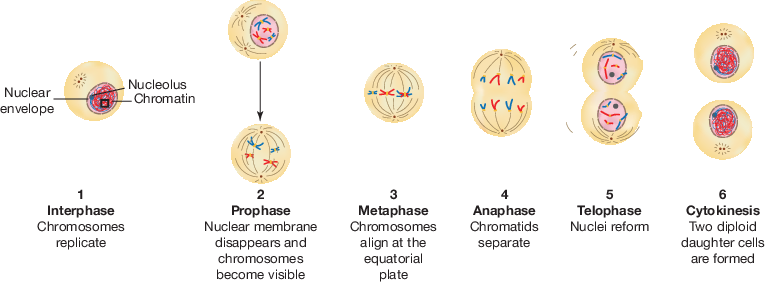 Nuclear
envelope
Nucleolus
Chromatin
1
Interphase
Chromosomes
replicate
2
Prophase
Nuclear membrane
disappears and
chromosomes
become visible
3
Metaphase
Chromosomes
align at the
equatorial
plate
4
Anaphase
Chromatids
separate
5
Telophase
Nuclei reform
6
Cytokinesis
Two diploid
daughter cells
are formed